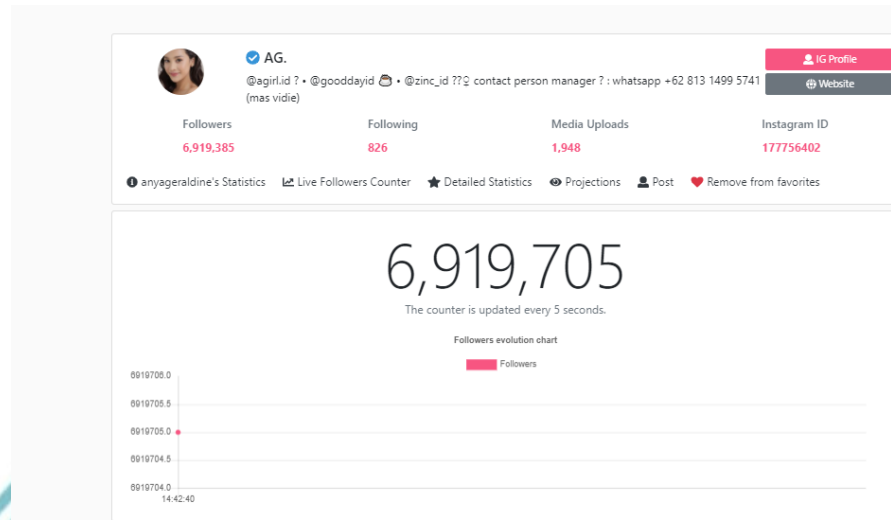 AG.
IG Profile
@agirl.id ? • @gooddayid ☕ • @zinc_id ??♀ contact person manager ? : whatsapp +62 813 1499 5741
(mas vidie)
Website
Followers Following Media Uploads Instagram ID
6,919,385 826 1,948 177756402
anyageraldine's Statistics Live Followers Counter Detailed Statistics Projections Post Remove from favorites
6,919,705
The counter is updated every 5 seconds.
Followers evolution chart
Followers
6919706.0
6919705.5
6919705.0
6919704.5
6919704.0
14:42:40